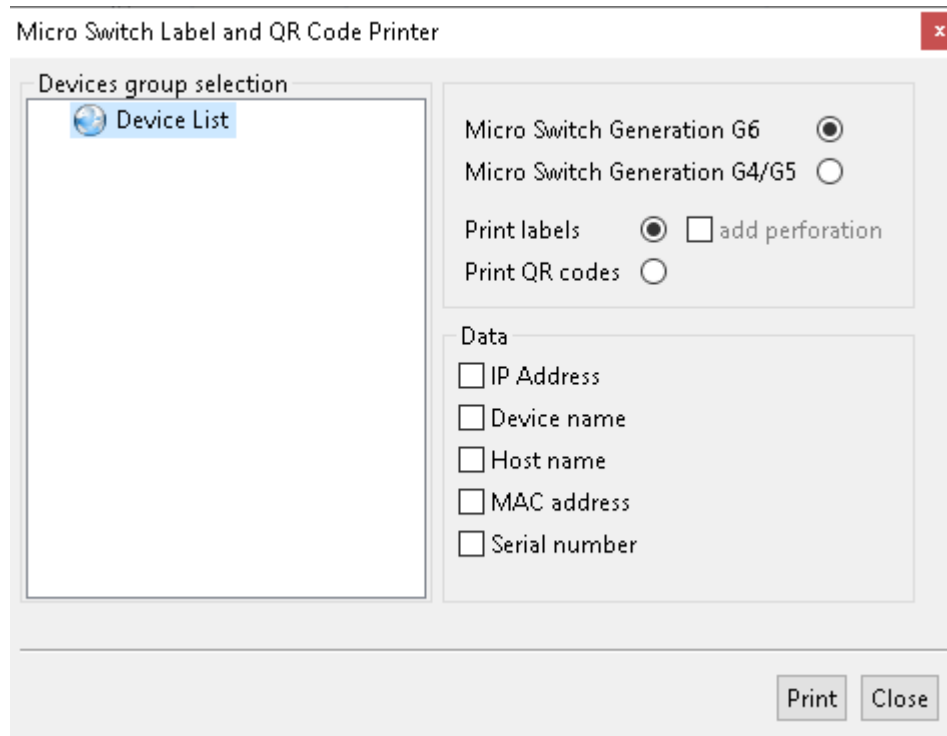 Micro Switch Label and QR Code Printer
x
Devices group selection
Device List
Micro Switch Generation G6
Micro Switch Generation G4/G5
Print labels
add perforation
Print QR codes
Data
IP Address
Device name
Host name
MAC address
Serial number
Print
Close